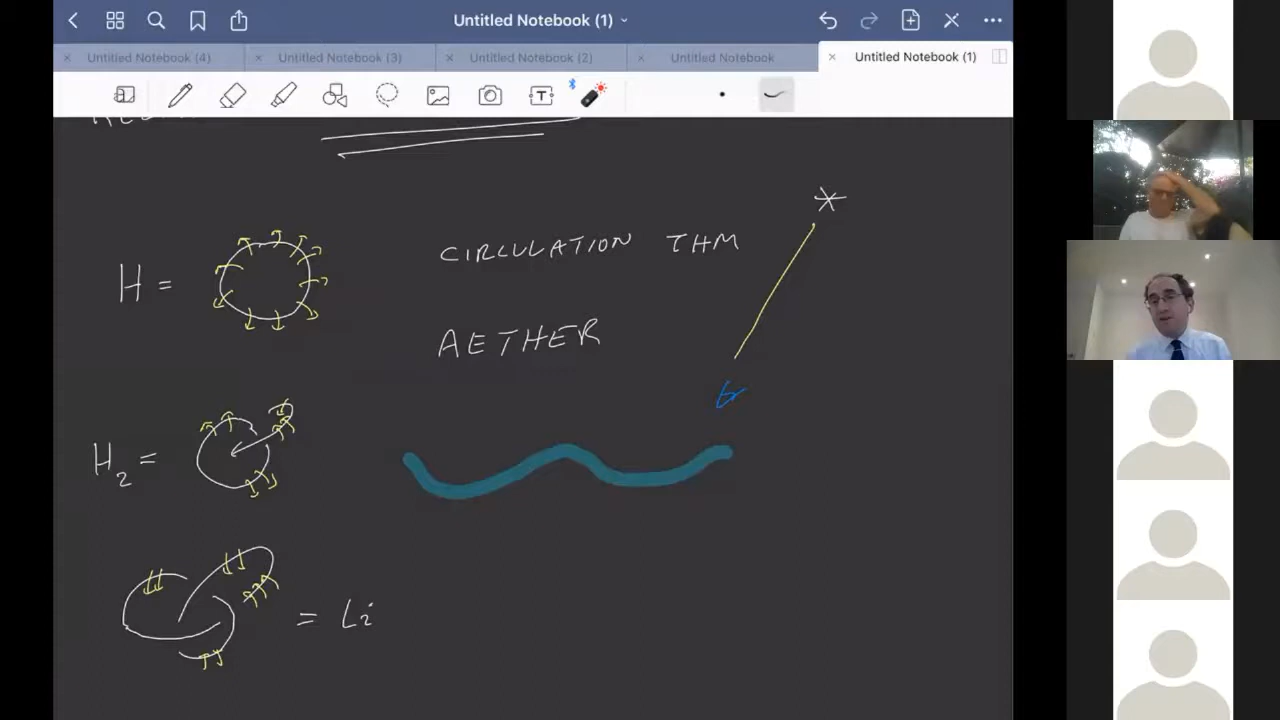 Untitled Notebook (1)
Untitled Notebook (4)
Untitled Notebook (3)
Untitled Notebook (2)
Untitled Notebook
Untitled Notebook (1)
T
H =
CIRCULATION THM
AETHER
H2 =
= Li